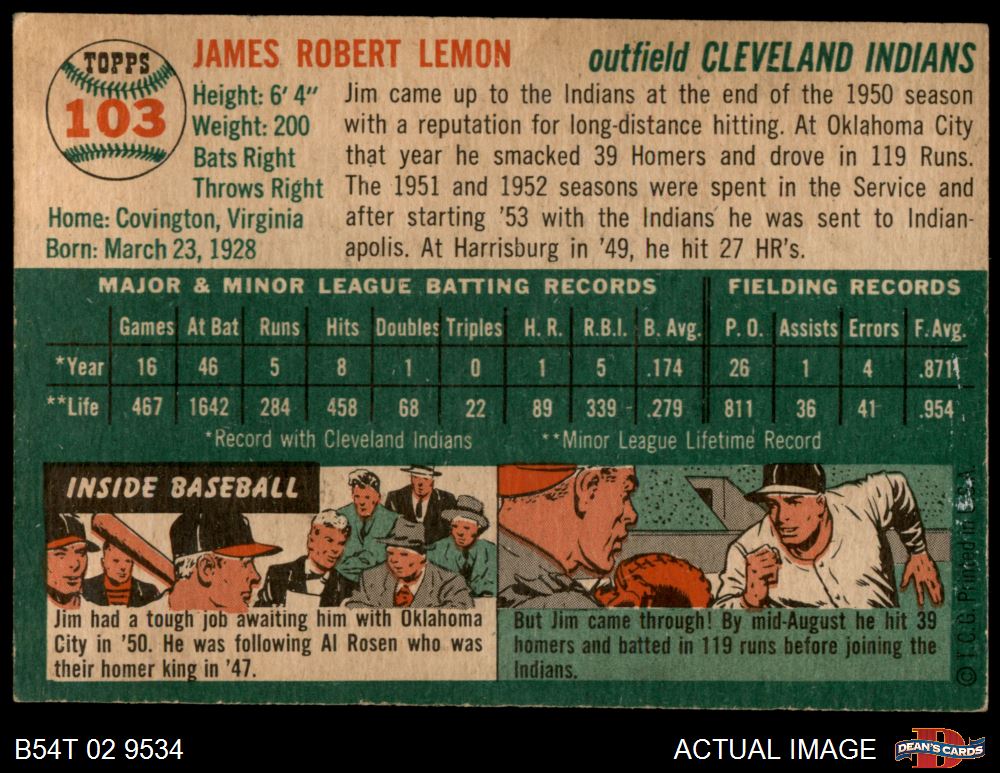 TOPPS
103
JAMES ROBERT LEMON
outfield CLEVELAND INDIANS
Height: 6' 4"
Weight: 200
Bats Right
Throws Right
Home: Covington, Virginia
Born: March 23, 1928
Jim came up to the Indians at the end of the 1950 season
with a reputation for long-distance hitting. At Oklahoma City
that year he smacked 39 Homers and drove in 119 Runs.
The 1951 and 1952 seasons were spent in the Service and
after starting '53 with the Indians he was sent to Indian-
apolis. At Harrisburg in '49, he hit 27 HR's.
MAJOR & MINOR LEAGUE BATTING RECORDS FIELDING RECORDS
Games At Bat Runs Hits Doubles Triples H. R. R.B.I. B. Avg. P. O. Assists Errors F. Avg.
*Year 16 46 5 8 1 0 1 5 .174 26 1 4 .871
**Life 467 1642 284 458 68 22 89 339 .279 811 36 41 .954
*Record with Cleveland Indians **Minor League Lifetime Record
INSIDE BASEBALL
Jim had a tough job awaiting him with Oklahoma
City in '50. He was following Al Rosen who was
their homer king in '47.
But Jim came through! By mid-August he hit 39
homers and batted in 119 runs before joining the
Indians.
© T.C.G. Printed in U.S.A.
B54T 02 9534
ACTUAL IMAGE
DEAN'S CARDS